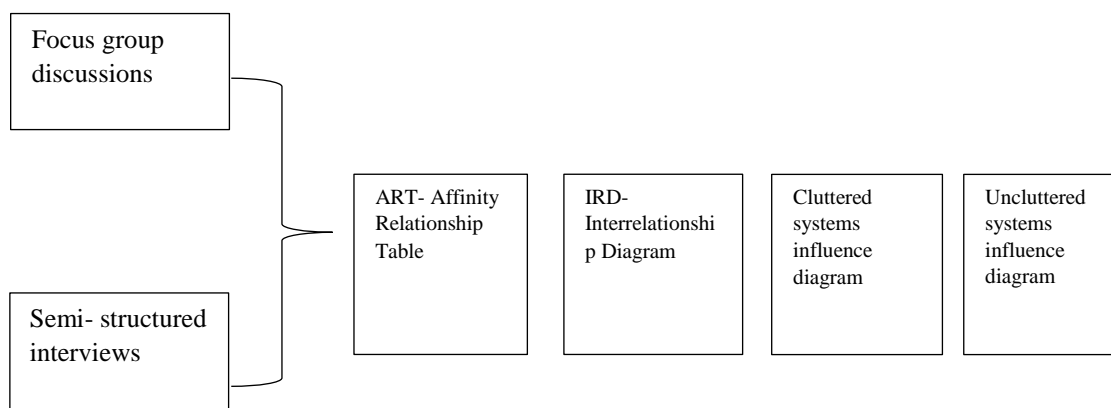 Focus group
discussions
Semi- structured
interviews
ART- Affinity
Relationship
Table
IRD-
Interrelationshi
p Diagram
Cluttered
systems
influence
diagram
Uncluttered
systems
influence
diagram